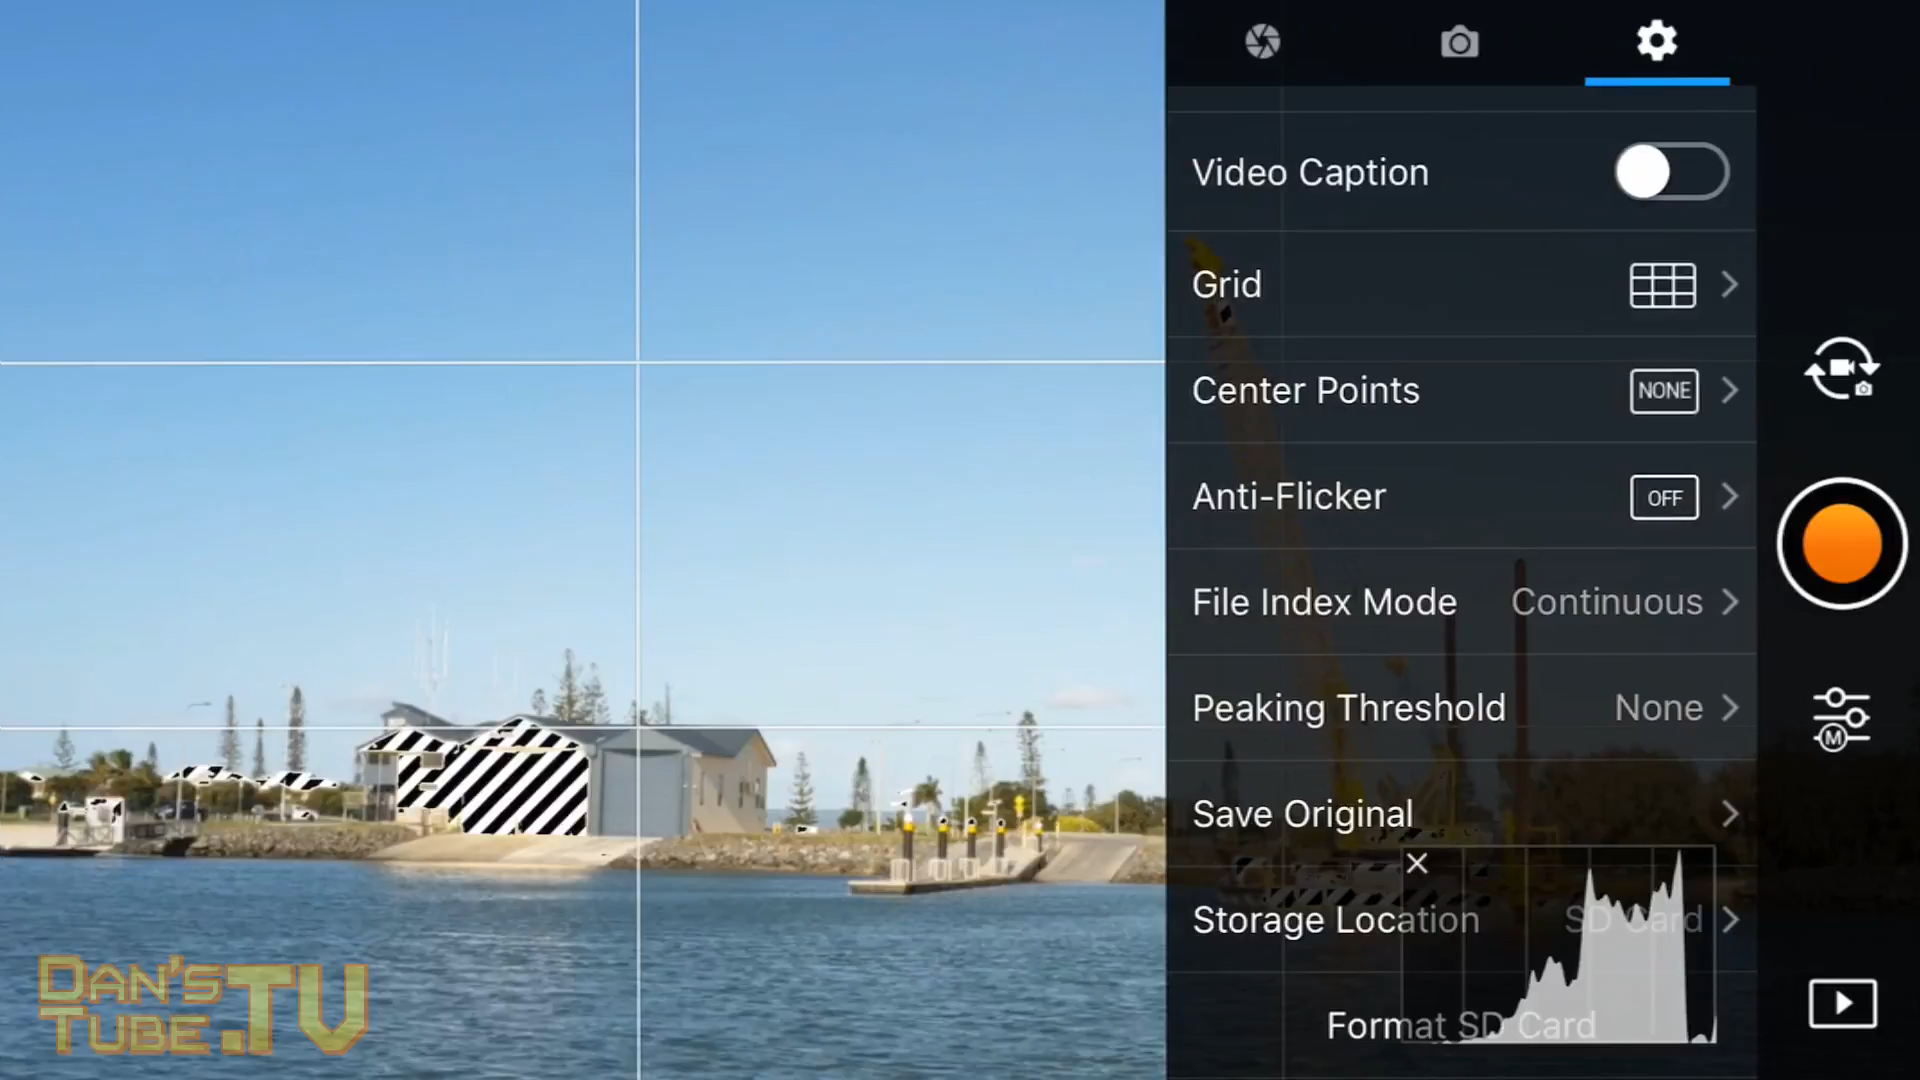 Video Caption
Grid
Center Points NONE
Anti-Flicker OFF
File Index Mode Continuous
Peaking Threshold None
Save Original
Storage Location SD Card
Format SD Card
M
DAN'S
TUBE.TV